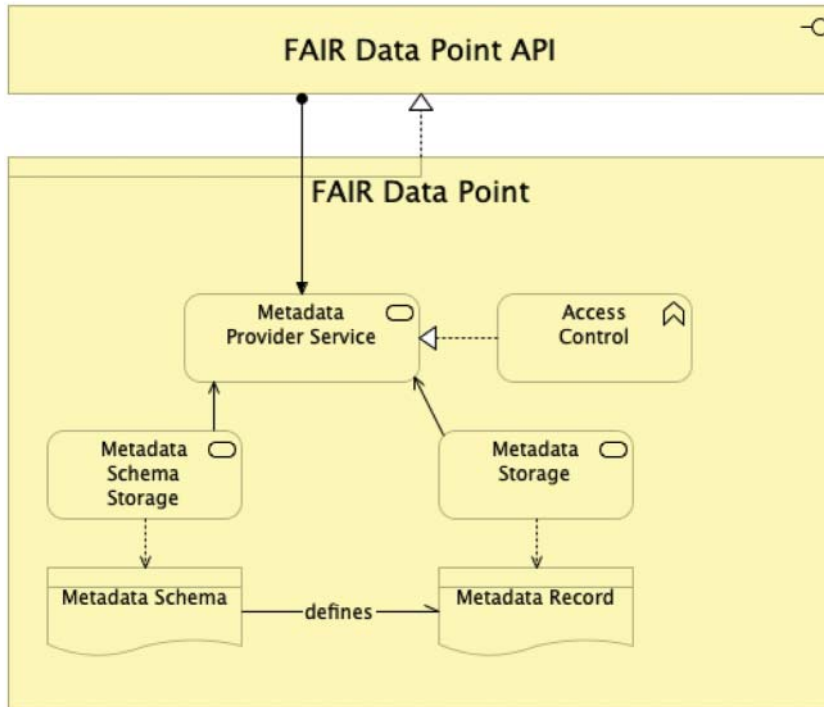 FAIR Data Point API
FAIR Data Point
Metadata
Provider Service
Access
Control
Metadata
Schema
Storage
Metadata
Storage
Metadata Schema
defines
Metadata Record